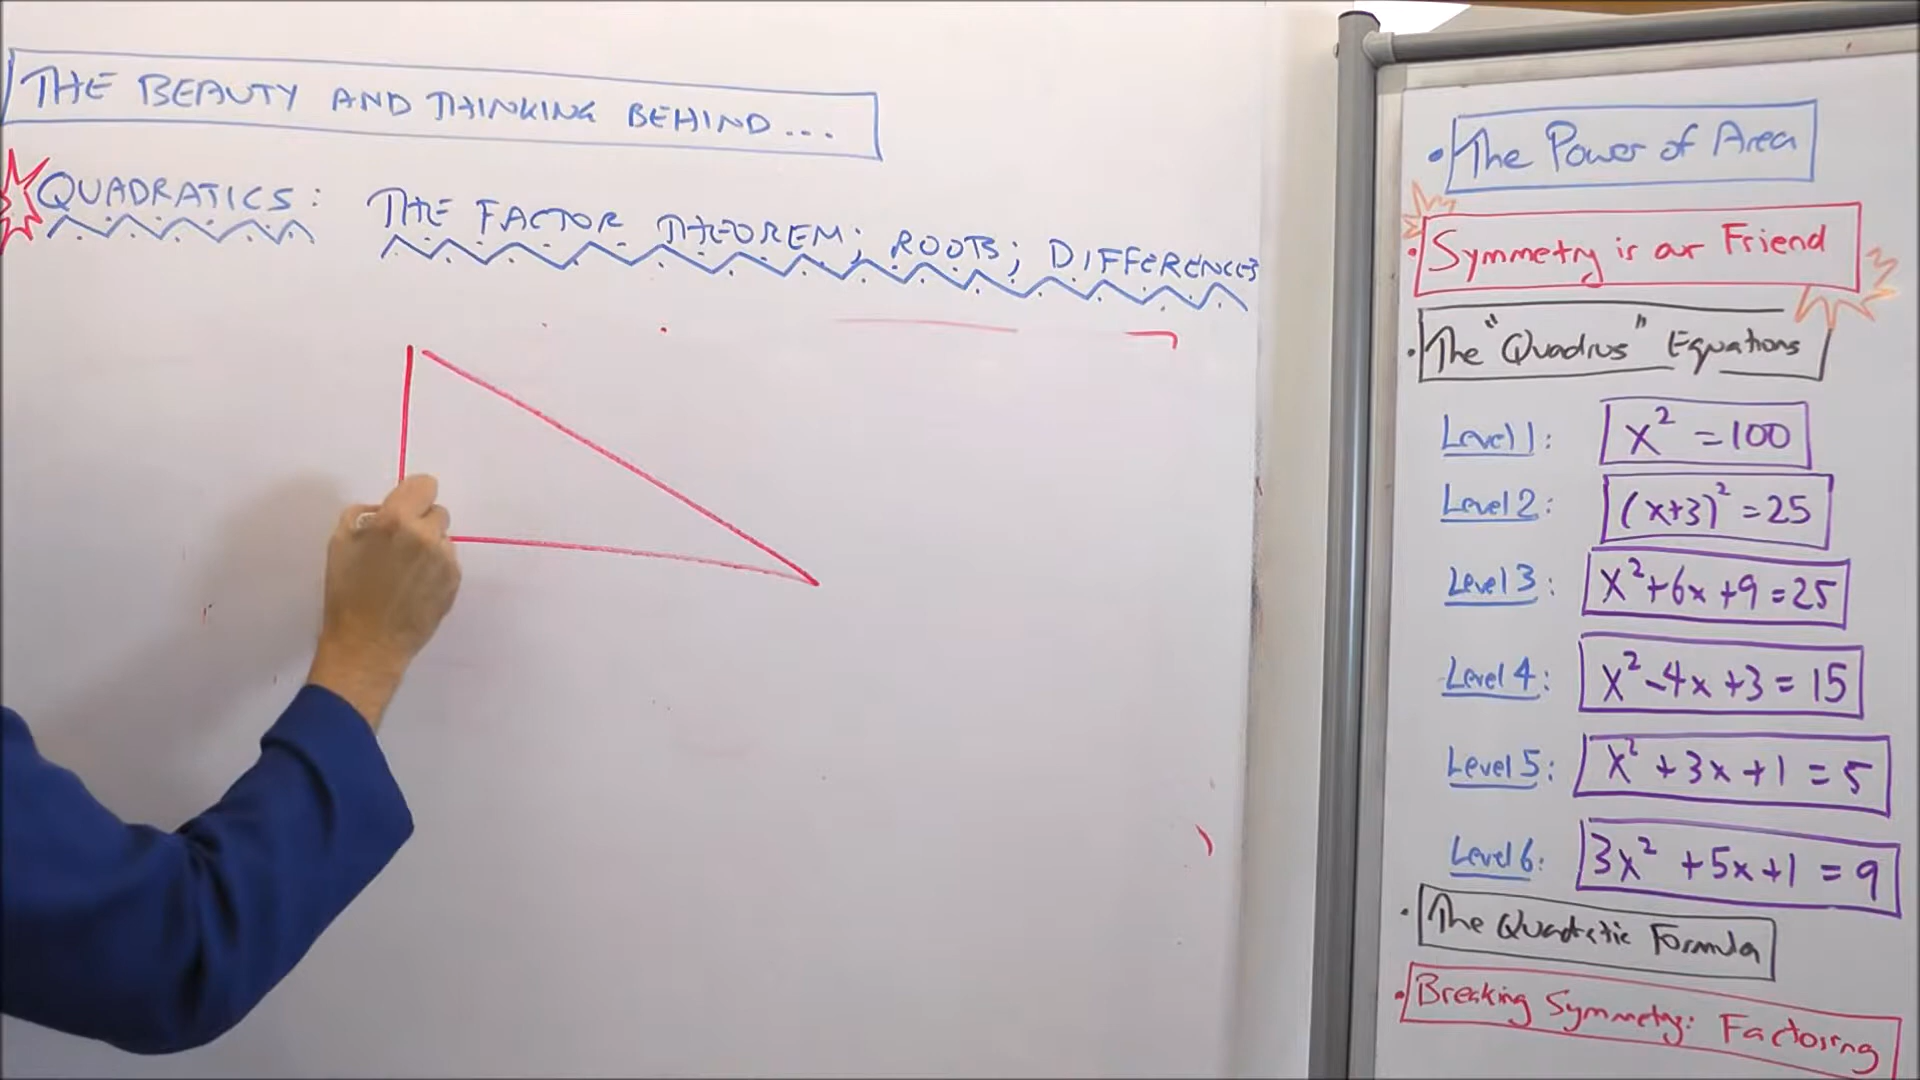 THE BEAUTY AND THINKING BEHIND...
QUADRATICS: THE FACTOR THEOREM; ROOTS; DIFFERENCES
• The Power of Area
• Symmetry is our Friend
• The "Quadrus" Equations
Level 1: x² = 100
Level 2: (x+3)² = 25
Level 3: x² + 6x + 9 = 25
Level 4: x² - 4x + 3 = 15
Level 5: x² + 3x + 1 = 5
Level 6: 3x² + 5x + 1 = 9
• The Quadratic Formula
• Breaking Symmetry: Factoring